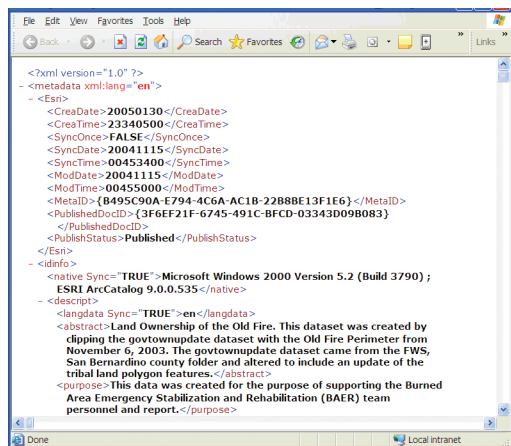 File Edit View Favorites Tools Help
Back Search Favorites » Links »
<?xml version="1.0" ?>
- <metadata xml:lang="en">
- <Esri>
<CreaDate>20050130</CreaDate>
<CreaTime>23340500</CreaTime>
<SyncOnce>FALSE</SyncOnce>
<SyncDate>20041115</SyncDate>
<SyncTime>00453400</SyncTime>
<ModDate>20041115</ModDate>
<ModTime>00455000</ModTime>
<MetaID>{B495C90A-E794-4C6A-AC1B-22B8BE13F1E6}</MetaID>
<PublishedDocID>{3F6EF21F-6745-491C-BFCD-03343D09B083}
</PublishedDocID>
<PublishStatus>Published</PublishStatus>
</Esri>
- <idinfo>
<native Sync="TRUE">Microsoft Windows 2000 Version 5.2 (Build 3790) ;
ESRI ArcCatalog 9.0.0.535</native>
- <descript>
<langdata Sync="TRUE">en</langdata>
<abstract>Land Ownership of the Old Fire. This dataset was created by
clipping the govtownupdate dataset with the Old Fire Perimeter from
November 6, 2003. The govtownupdate dataset came from the FWS,
San Bernardino county folder and altered to include an update of the
tribal land polygon features.</abstract>
<purpose>This data was created for the purpose of supporting the Burned
Area Emergency Stabilization and Rehabilitation (BAER) team
personnel and report.</purpose>
Done Local intranet